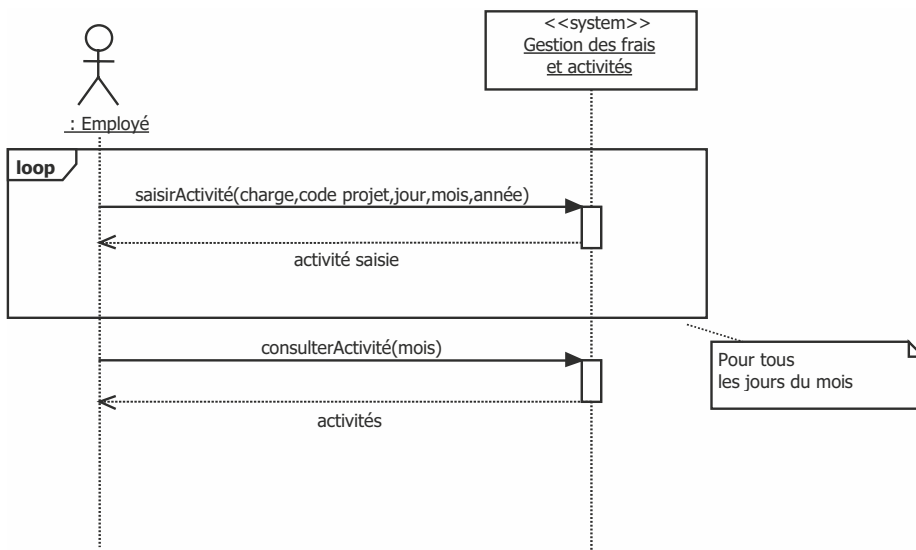 <<system>>
Gestion des frais
et activités
: Employé
loop
saisirActivité(charge,code projet,jour,mois,année)
activité saisie
consulterActivité(mois)
Pour tous
les jours du mois
activités